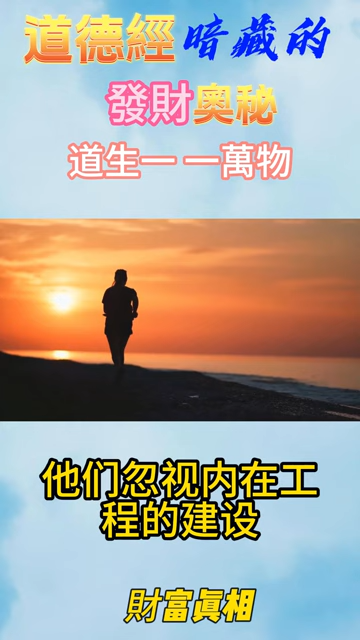 道德經暗藏的
發財奧秘
道生一 一萬物
他们忽视内在工
程的建设
財富真相